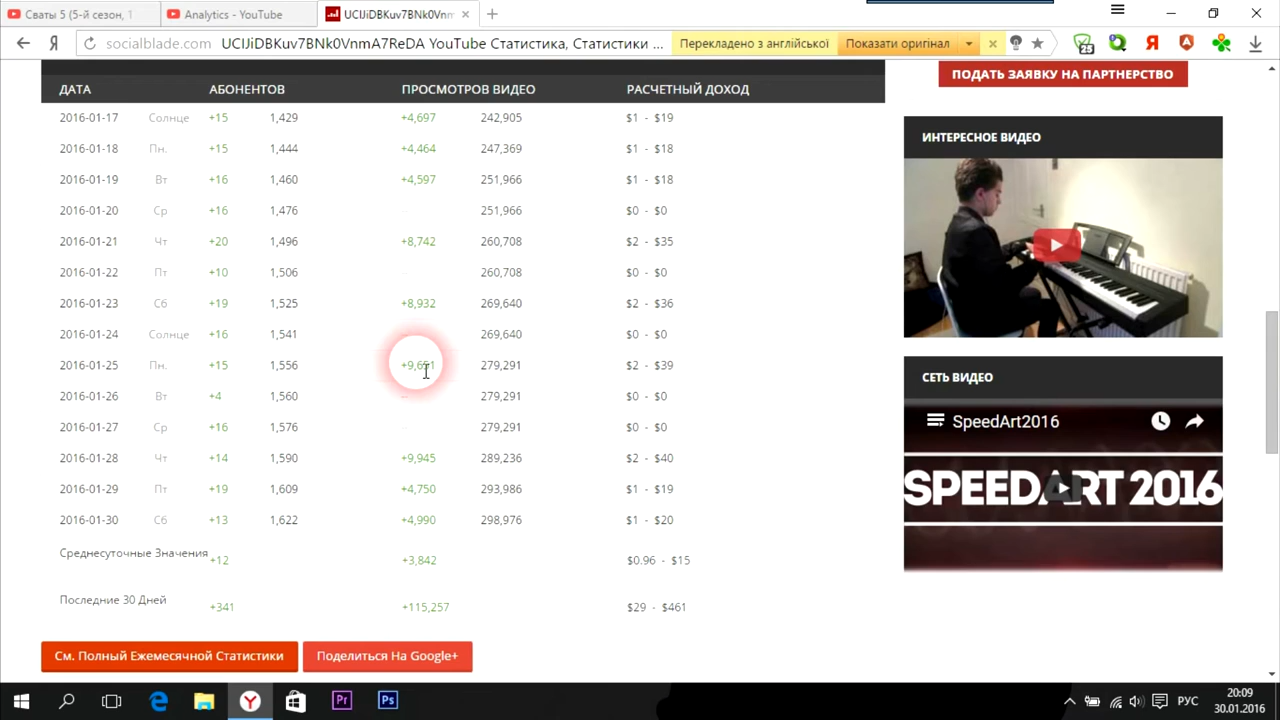 Сваты 5 (5-й сезон, 1
Analytics - YouTube
UCIJiDBKuv7BNk0Vnm
socialblade.com UCIJiDBKuv7BNk0VnmA7ReDA YouTube Статистика, Статистики ...
Перекладено з англійської
Показати оригінал
25
ПОДАТЬ ЗАЯВКУ НА ПАРТНЕРСТВО
ДАТА АБОНЕНТОВ ПРОСМОТРОВ ВИДЕО РАСЧЕТНЫЙ ДОХОД
2016-01-17 Солнце +15 1,429 +4,697 242,905 $1 - $19
2016-01-18 Пн. +15 1,444 +4,464 247,369 $1 - $18
2016-01-19 Вт +16 1,460 +4,597 251,966 $1 - $18
2016-01-20 Ср +16 1,476 -- 251,966 $0 - $0
2016-01-21 Чт +20 1,496 +8,742 260,708 $2 - $35
2016-01-22 Пт +10 1,506 -- 260,708 $0 - $0
2016-01-23 Сб +19 1,525 +8,932 269,640 $2 - $36
2016-01-24 Солнце +16 1,541 269,640 $0 - $0
2016-01-25 Пн. +15 1,556 +9,651 279,291 $2 - $39
2016-01-26 Вт +4 1,560 -- 279,291 $0 - $0
2016-01-27 Ср +16 1,576 -- 279,291 $0 - $0
2016-01-28 Чт +14 1,590 +9,945 289,236 $2 - $40
2016-01-29 Пт +19 1,609 +4,750 293,986 $1 - $19
2016-01-30 Сб +13 1,622 +4,990 298,976 $1 - $20
Среднесуточные Значения +12 +3,842 $0.96 - $15
Последние 30 Дней +341 +115,257 $29 - $461
См. Полный Ежемесячной Статистики
Поделиться На Google+
ИНТЕРЕСНОЕ ВИДЕО
СЕТЬ ВИДЕО
SpeedArt2016
SPEEDART 2016
Pr
Ps
РУС
20:09
30.01.2016